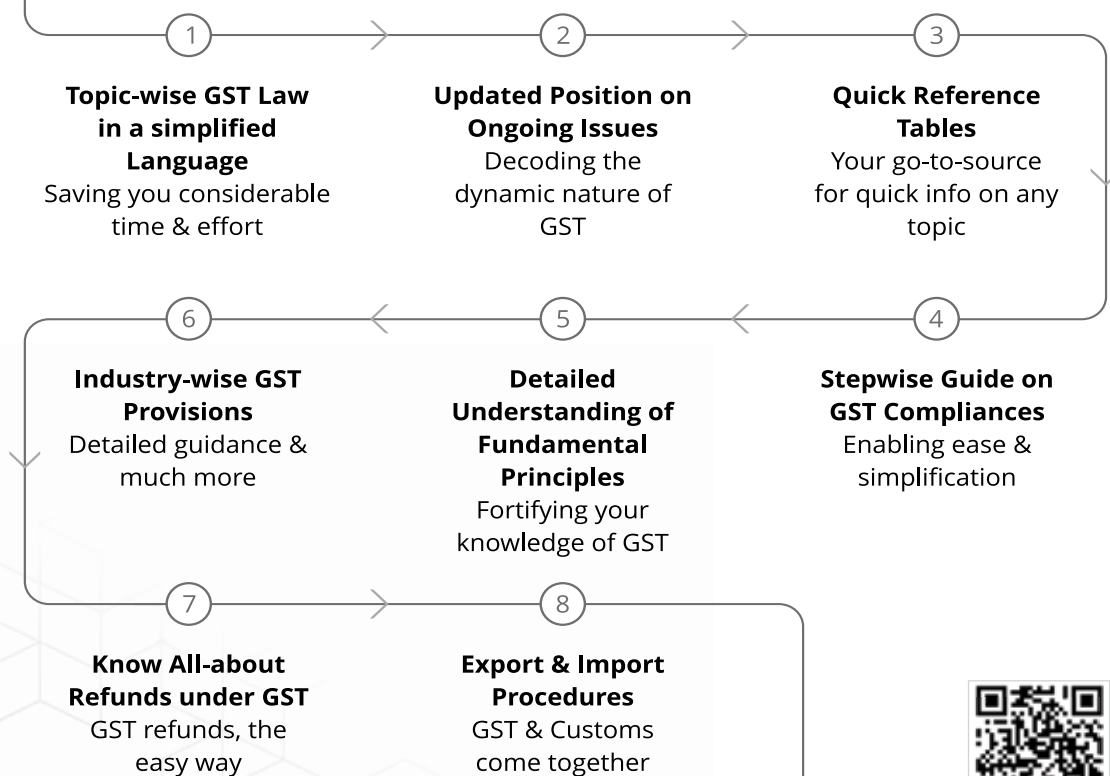 1
Topic-wise GST Law
in a simplified
Language
Saving you considerable
time & effort
2
Updated Position on
Ongoing Issues
Decoding the
dynamic nature of
GST
3
Quick Reference
Tables
Your go-to-source
for quick info on any
topic
4
Stepwise Guide on
GST Compliances
Enabling ease &
simplification
5
Detailed
Understanding of
Fundamental
Principles
Fortifying your
knowledge of GST
6
Industry-wise GST
Provisions
Detailed guidance &
much more
7
Know All-about
Refunds under GST
GST refunds, the
easy way
8
Export & Import
Procedures
GST & Customs
come together